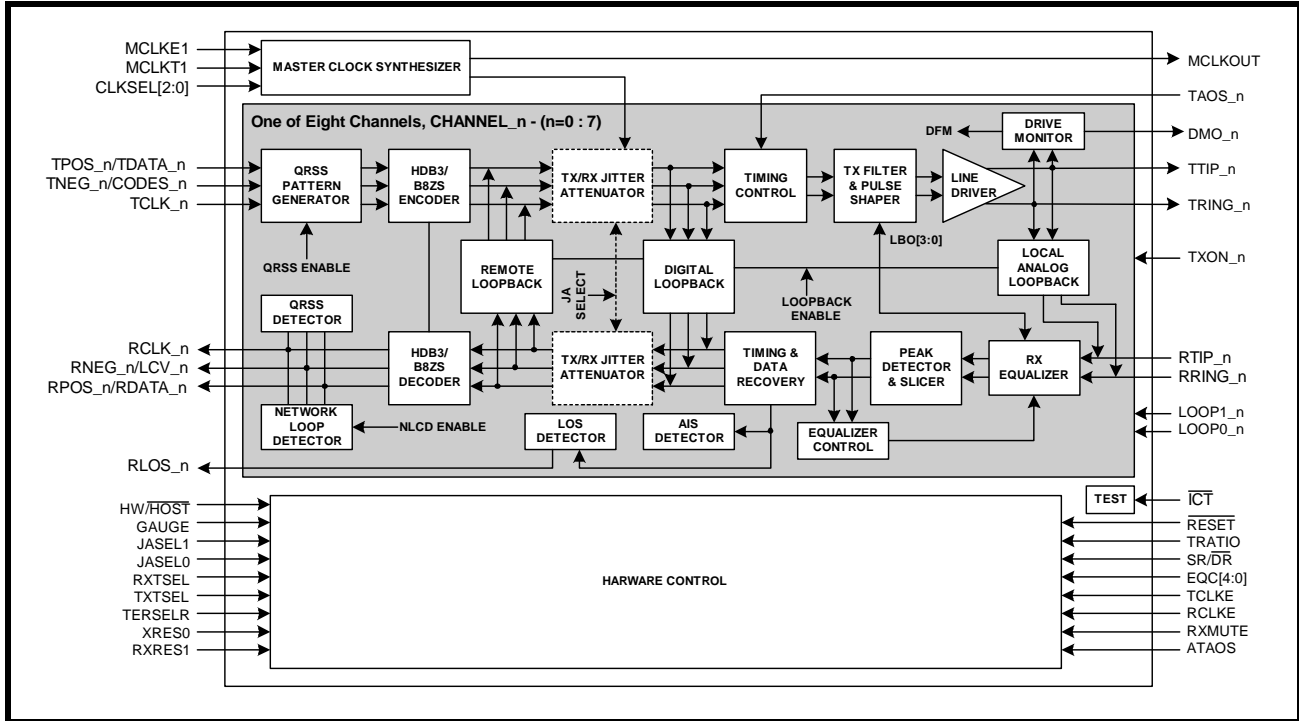 MCLKE1
MCLKT1
CLKSEL[2:0]
MASTER CLOCK SYNTHESIZER
MCLKOUT
TAOS_n
One of Eight Channels, CHANNEL_n - (n=0 : 7)
DFM
DRIVE
MONITOR
DMO_n
TPOS_n/TDATA_n
TNEG_n/CODES_n
TCLK_n
QRSS
PATTERN
GENERATOR
HDB3/
B8ZS
ENCODER
TX/RX JITTER
ATTENUATOR
TIMING
CONTROL
TX FILTER
& PULSE
SHAPER
LINE
DRIVER
TTIP_n
TRING_n
QRSS ENABLE
REMOTE
LOOPBACK
JA
SELECT
DIGITAL
LOOPBACK
LOOPBACK
ENABLE
LBO[3:0]
LOCAL
ANALOG
LOOPBACK
TXON_n
QRSS
DETECTOR
RCLK_n
RNEG_n/LCV_n
RPOS_n/RDATA_n
HDB3/
B8ZS
DECODER
TX/RX JITTER
ATTENUATOR
TIMING &
DATA
RECOVERY
PEAK
DETECTOR
& SLICER
RX
EQUALIZER
RTIP_n
RRING_n
NETWORK
LOOP
DETECTOR
NLCD ENABLE
LOS
DETECTOR
AIS
DETECTOR
EQUALIZER
CONTROL
LOOP1_n
LOOP0_n
RLOS_n
TEST
ICT
HW/HOST
GAUGE
JASEL1
JASEL0
RXTSEL
TXTSEL
TERSELR
XRES0
RXRES1
HARWARE CONTROL
RESET
TRATIO
SR/DR
EQC[4:0]
TCLKE
RCLKE
RXMUTE
ATAOS